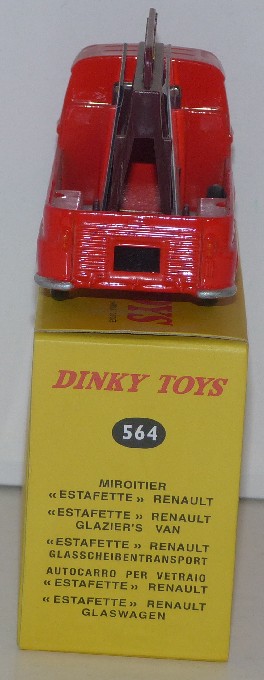 DINKY TOYS
564
MIROITIER
«ESTAFETTE» RENAULT
«ESTAFETTE» RENAULT
GLAZIER'S VAN
«ESTAFETTE» RENAULT
GLASSCHEIBENTRANSPORT
AUTOCARRO PER VETRAIO
«ESTAFETTE» RENAULT
«ESTAFETTE» RENAULT
GLASWAGEN